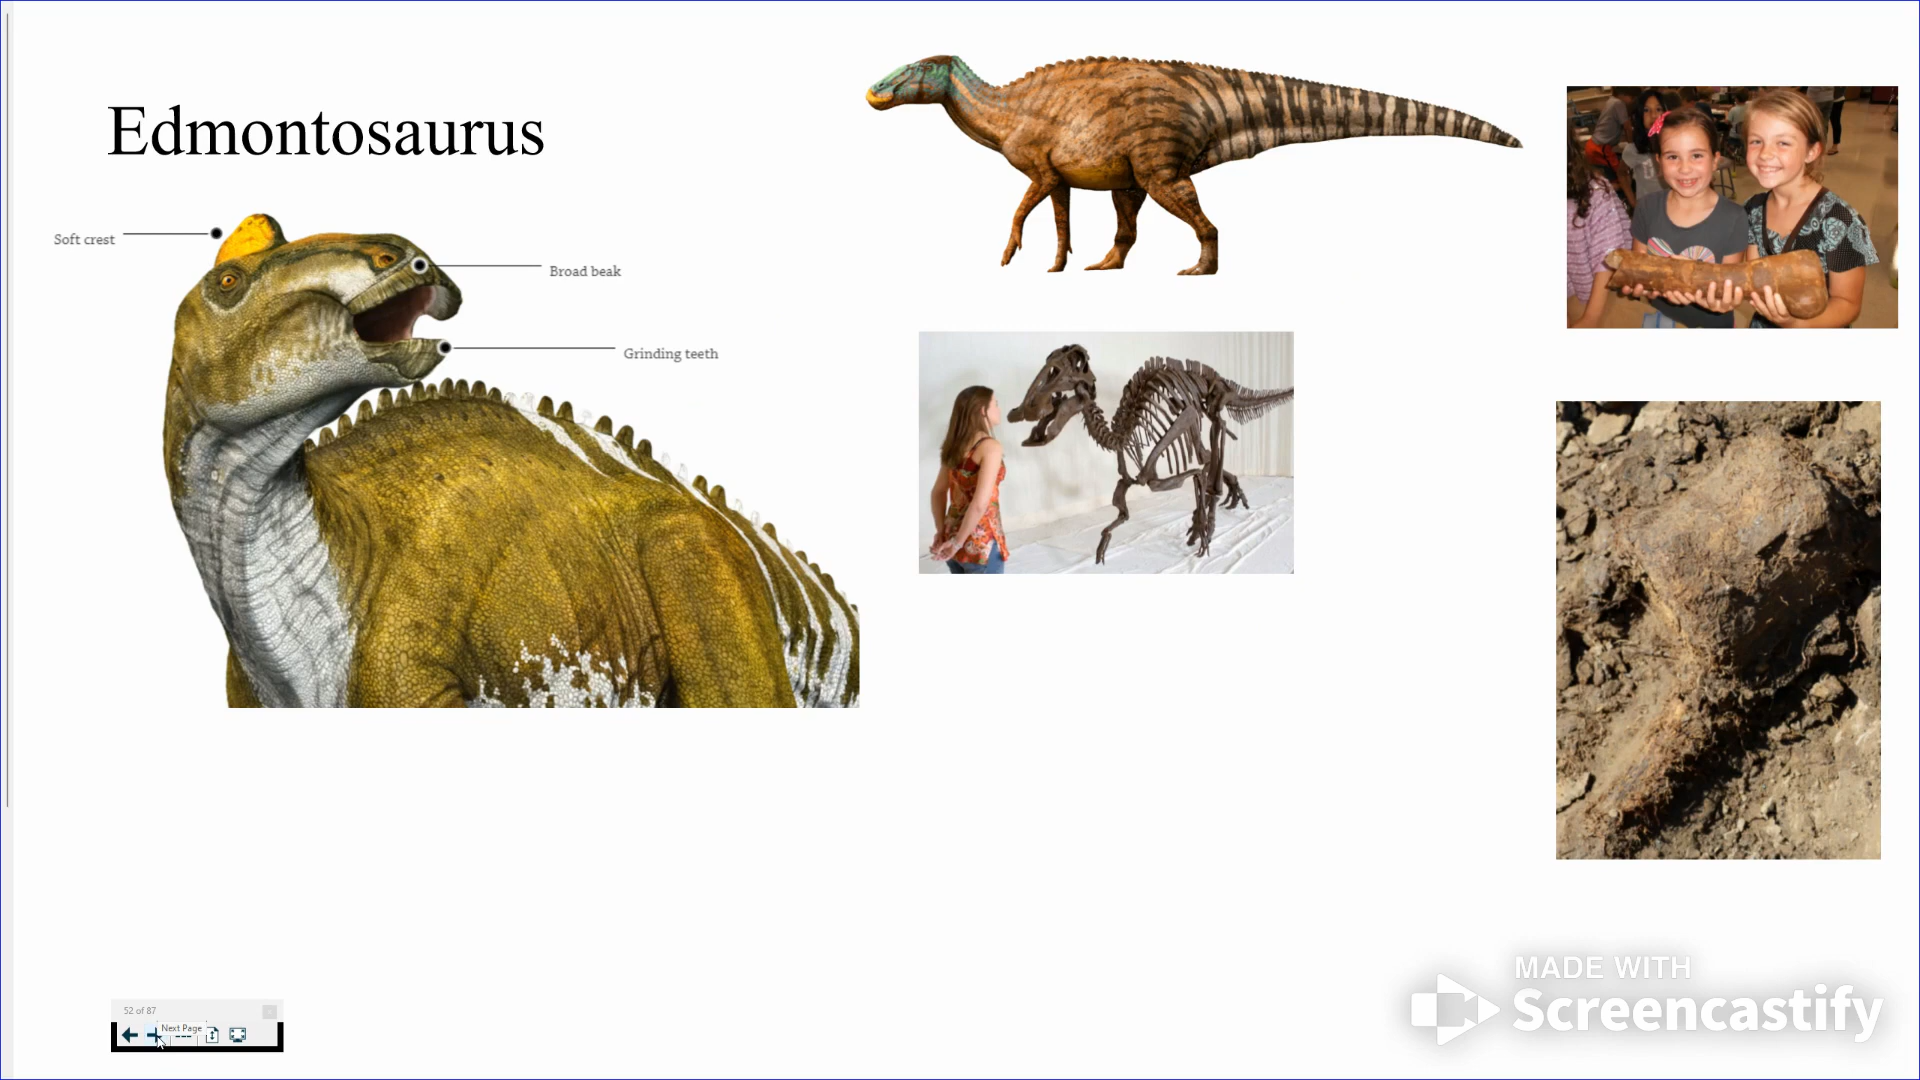 Edmontosaurus
Soft crest
Broad beak
Grinding teeth
52 of 87
Next Page
MADE WITH
Screencastify